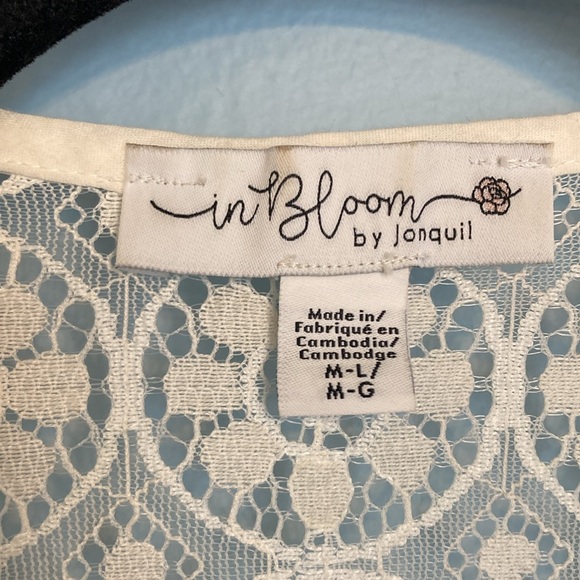 in Bloom
by Jonquil
Made in/
Fabriqué en
Cambodia/
Cambodge
M-L/
M-G